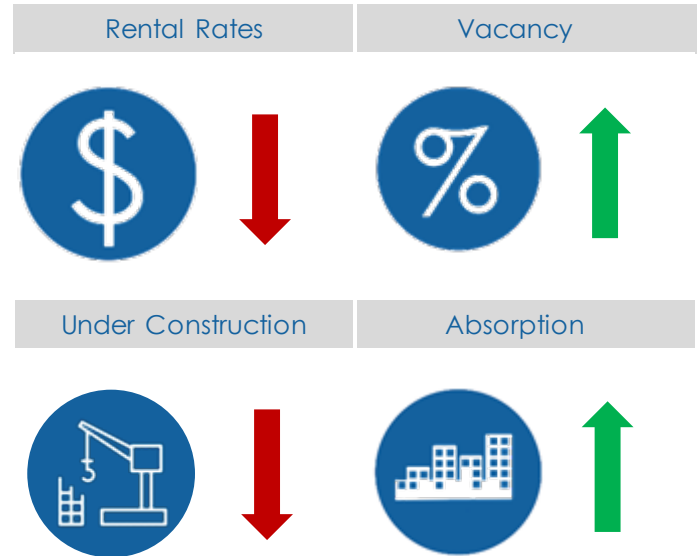 Rental Rates
Vacancy
$
%
Under Construction
Absorption